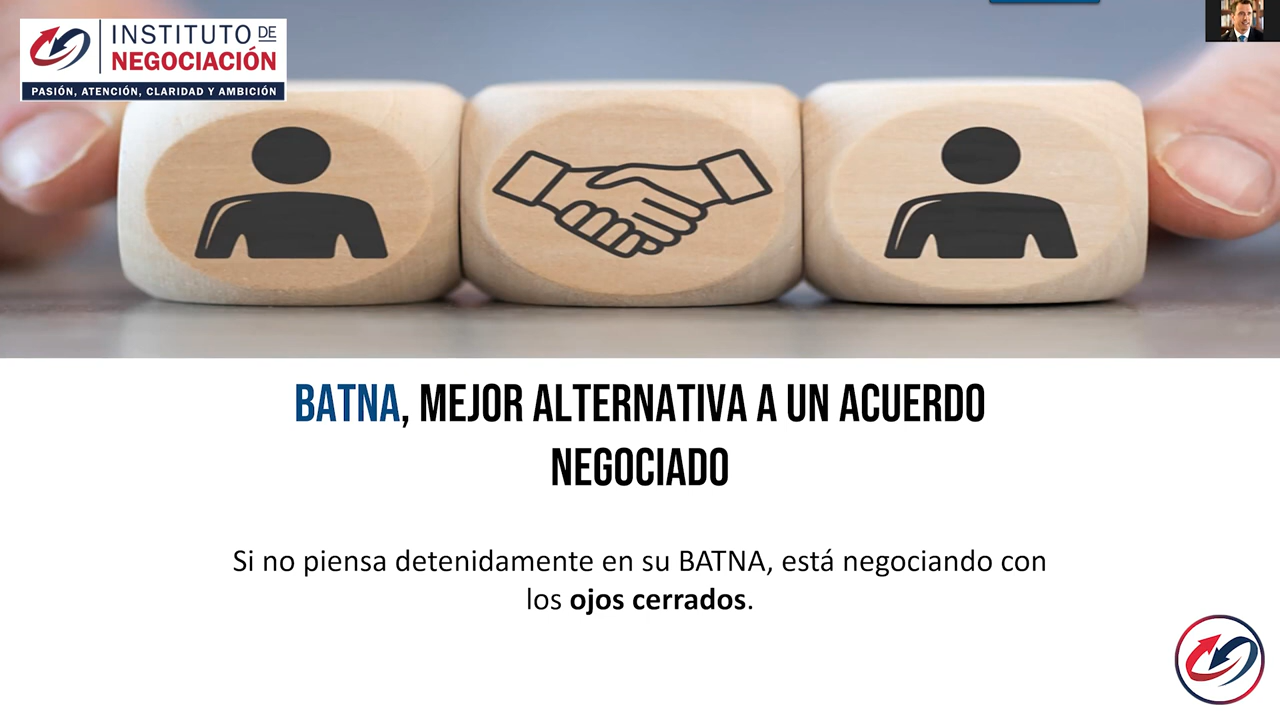 INSTITUTO DE
NEGOCIACIÓN
PASIÓN, ATENCIÓN, CLARIDAD Y AMBICIÓN
BATNA, MEJOR ALTERNATIVA A UN ACUERDO
NEGOCIADO
Si no piensa detenidamente en su BATNA, está negociando con
los ojos cerrados.